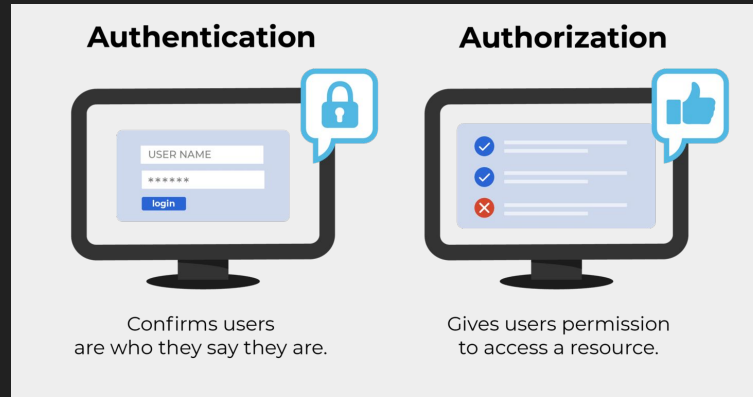 Authentication
USER NAME
******
login
Confirms users
are who they say they are.
Authorization
Gives users permission
to access a resource.